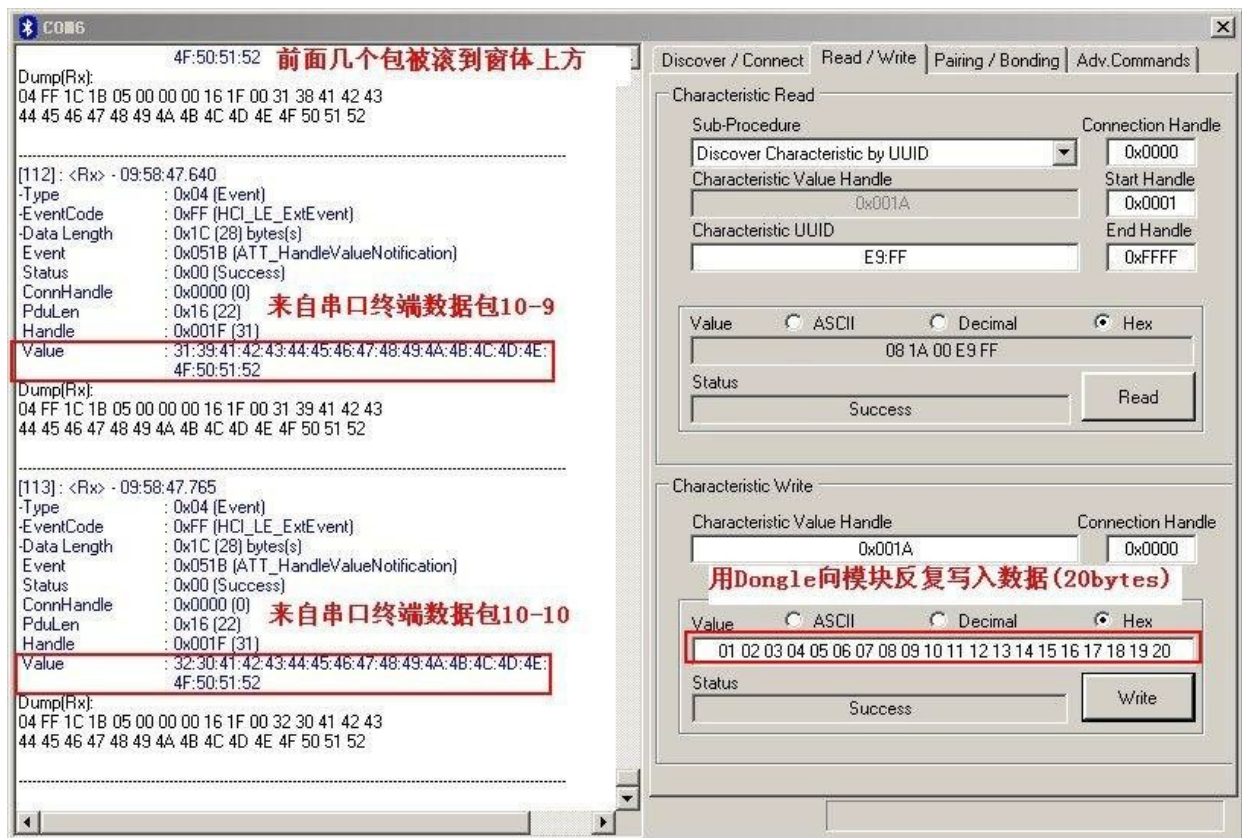 COM6
4F:50:51:52 前面几个包被滚到窗体上方
Dump(Rx):
04 FF 1C 1B 05 00 00 00 16 1F 00 31 38 41 42 43
44 45 46 47 48 49 4A 4B 4C 4D 4E 4F 50 51 52
[112] : <Rx> - 09:58:47.640
-Type : 0x04 (Event)
-EventCode : 0xFF (HCI_LE_ExtEvent)
-Data Length : 0x1C (28) bytes(s)
Event : 0x051B (ATT_HandleValueNotification)
Status : 0x00 (Success)
ConnHandle : 0x0000 (0)
PduLen : 0x16 (22)
Handle : 0x001F (31)
来自串口终端数据包10-9
Value : 31:39:41:42:43:44:45:46:47:48:49:4A:4B:4C:4D:4E:
4F:50:51:52
Dump(Rx):
04 FF 1C 1B 05 00 00 00 16 1F 00 31 39 41 42 43
44 45 46 47 48 49 4A 4B 4C 4D 4E 4F 50 51 52
[113] : <Rx> - 09:58:47.765
-Type : 0x04 (Event)
-EventCode : 0xFF (HCI_LE_ExtEvent)
-Data Length : 0x1C (28) bytes(s)
Event : 0x051B (ATT_HandleValueNotification)
Status : 0x00 (Success)
ConnHandle : 0x0000 (0)
PduLen : 0x16 (22)
Handle : 0x001F (31)
来自串口终端数据包10-10
Value : 32:30:41:42:43:44:45:46:47:48:49:4A:4B:4C:4D:4E:
4F:50:51:52
Dump(Rx):
04 FF 1C 1B 05 00 00 00 16 1F 00 32 30 41 42 43
44 45 46 47 48 49 4A 4B 4C 4D 4E 4F 50 51 52
Discover / Connect Read / Write Pairing / Bonding Adv.Commands
Characteristic Read
Sub-Procedure Connection Handle
Discover Characteristic by UUID 0x0000
Characteristic Value Handle Start Handle
0x001A 0x0001
Characteristic UUID End Handle
E9:FF 0xFFFF
Value ASCII Decimal Hex
08 1A 00 E9 FF
Status
Success Read
Characteristic Write
Characteristic Value Handle Connection Handle
0x001A 0x0000
用Dongle向模块反复写入数据(20bytes)
Value ASCII Decimal Hex
01 02 03 04 05 06 07 08 09 10 11 12 13 14 15 16 17 18 19 20
Status
Success Write